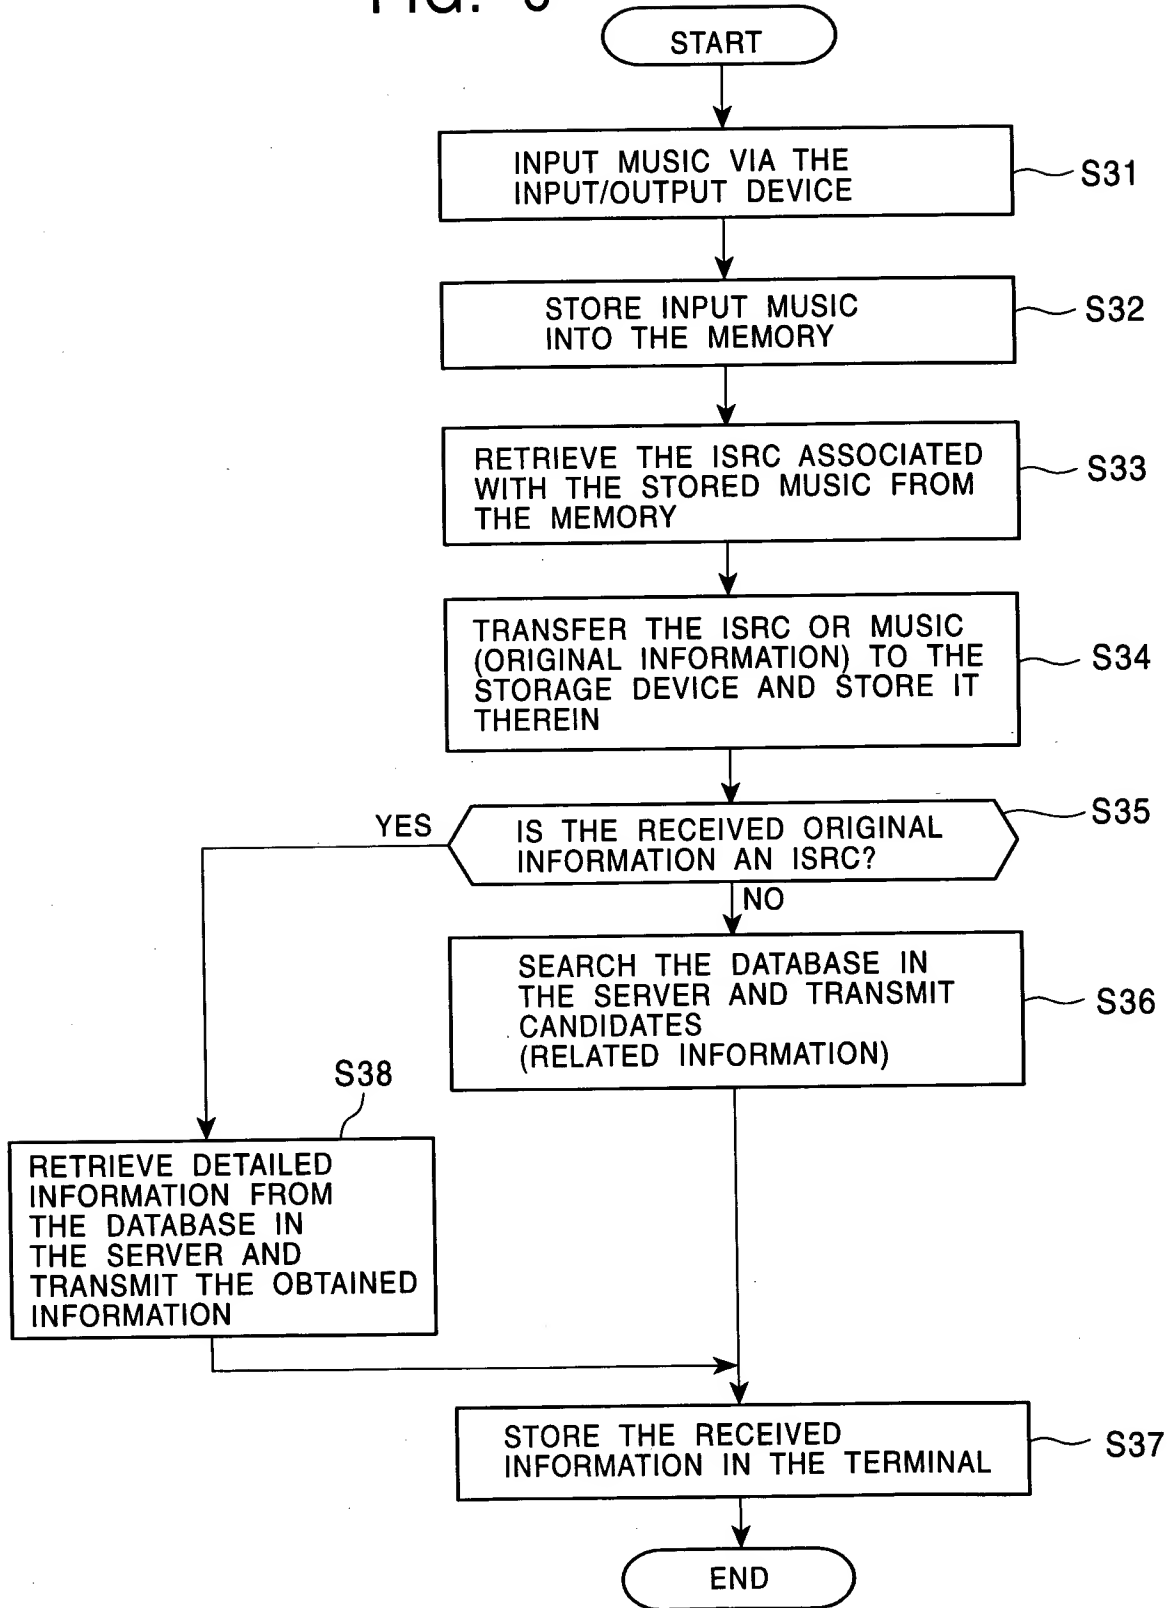 FIG.
START
INPUT MUSIC VIA THE
INPUT/OUTPUT DEVICE
S31
STORE INPUT MUSIC
INTO THE MEMORY
S32
RETRIEVE THE ISRC ASSOCIATED
WITH THE STORED MUSIC FROM
THE MEMORY
S33
TRANSFER THE ISRC OR MUSIC
(ORIGINAL INFORMATION) TO THE
STORAGE DEVICE AND STORE IT
THEREIN
S34
YES
IS THE RECEIVED ORIGINAL
INFORMATION AN ISRC?
S35
NO
SEARCH THE DATABASE IN
THE SERVER AND TRANSMIT
CANDIDATES
(RELATED INFORMATION)
S36
S38
RETRIEVE DETAILED
INFORMATION FROM
THE DATABASE IN
THE SERVER AND
TRANSMIT THE OBTAINED
INFORMATION
STORE THE RECEIVED
INFORMATION IN THE TERMINAL
S37
END